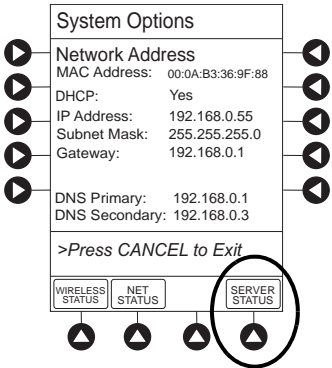 System Options
Network Address
MAC Address: 00:0A:B3:36:9F:88
DHCP: Yes
IP Address: 192.168.0.55
Subnet Mask: 255.255.255.0
Gateway: 192.168.0.1
DNS Primary: 192.168.0.1
DNS Secondary: 192.168.0.3
>Press CANCEL to Exit
WIRELESS STATUS
NET STATUS
SERVER STATUS